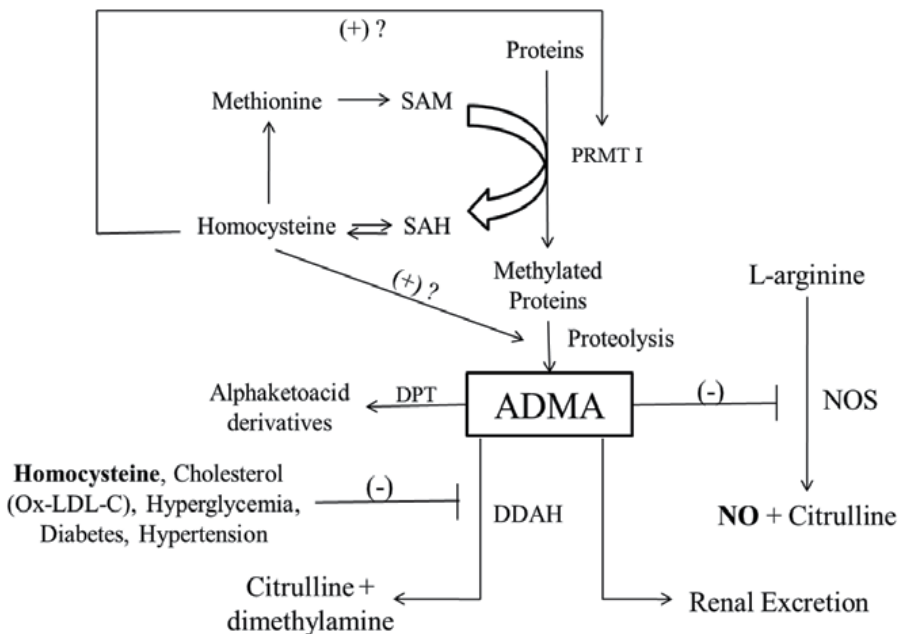 (+) ?
Proteins
Methionine
SAM
PRMT I
Homocysteine
SAH
(+) ?
Methylated
Proteins
L-arginine
Proteolysis
Alphaketoacid
derivatives
DPT
ADMA
(-)
NOS
Homocysteine, Cholesterol
(Ox-LDL-C), Hyperglycemia,
Diabetes, Hypertension
(-)
DDAH
NO + Citrulline
Citrulline +
dimethylamine
Renal Excretion